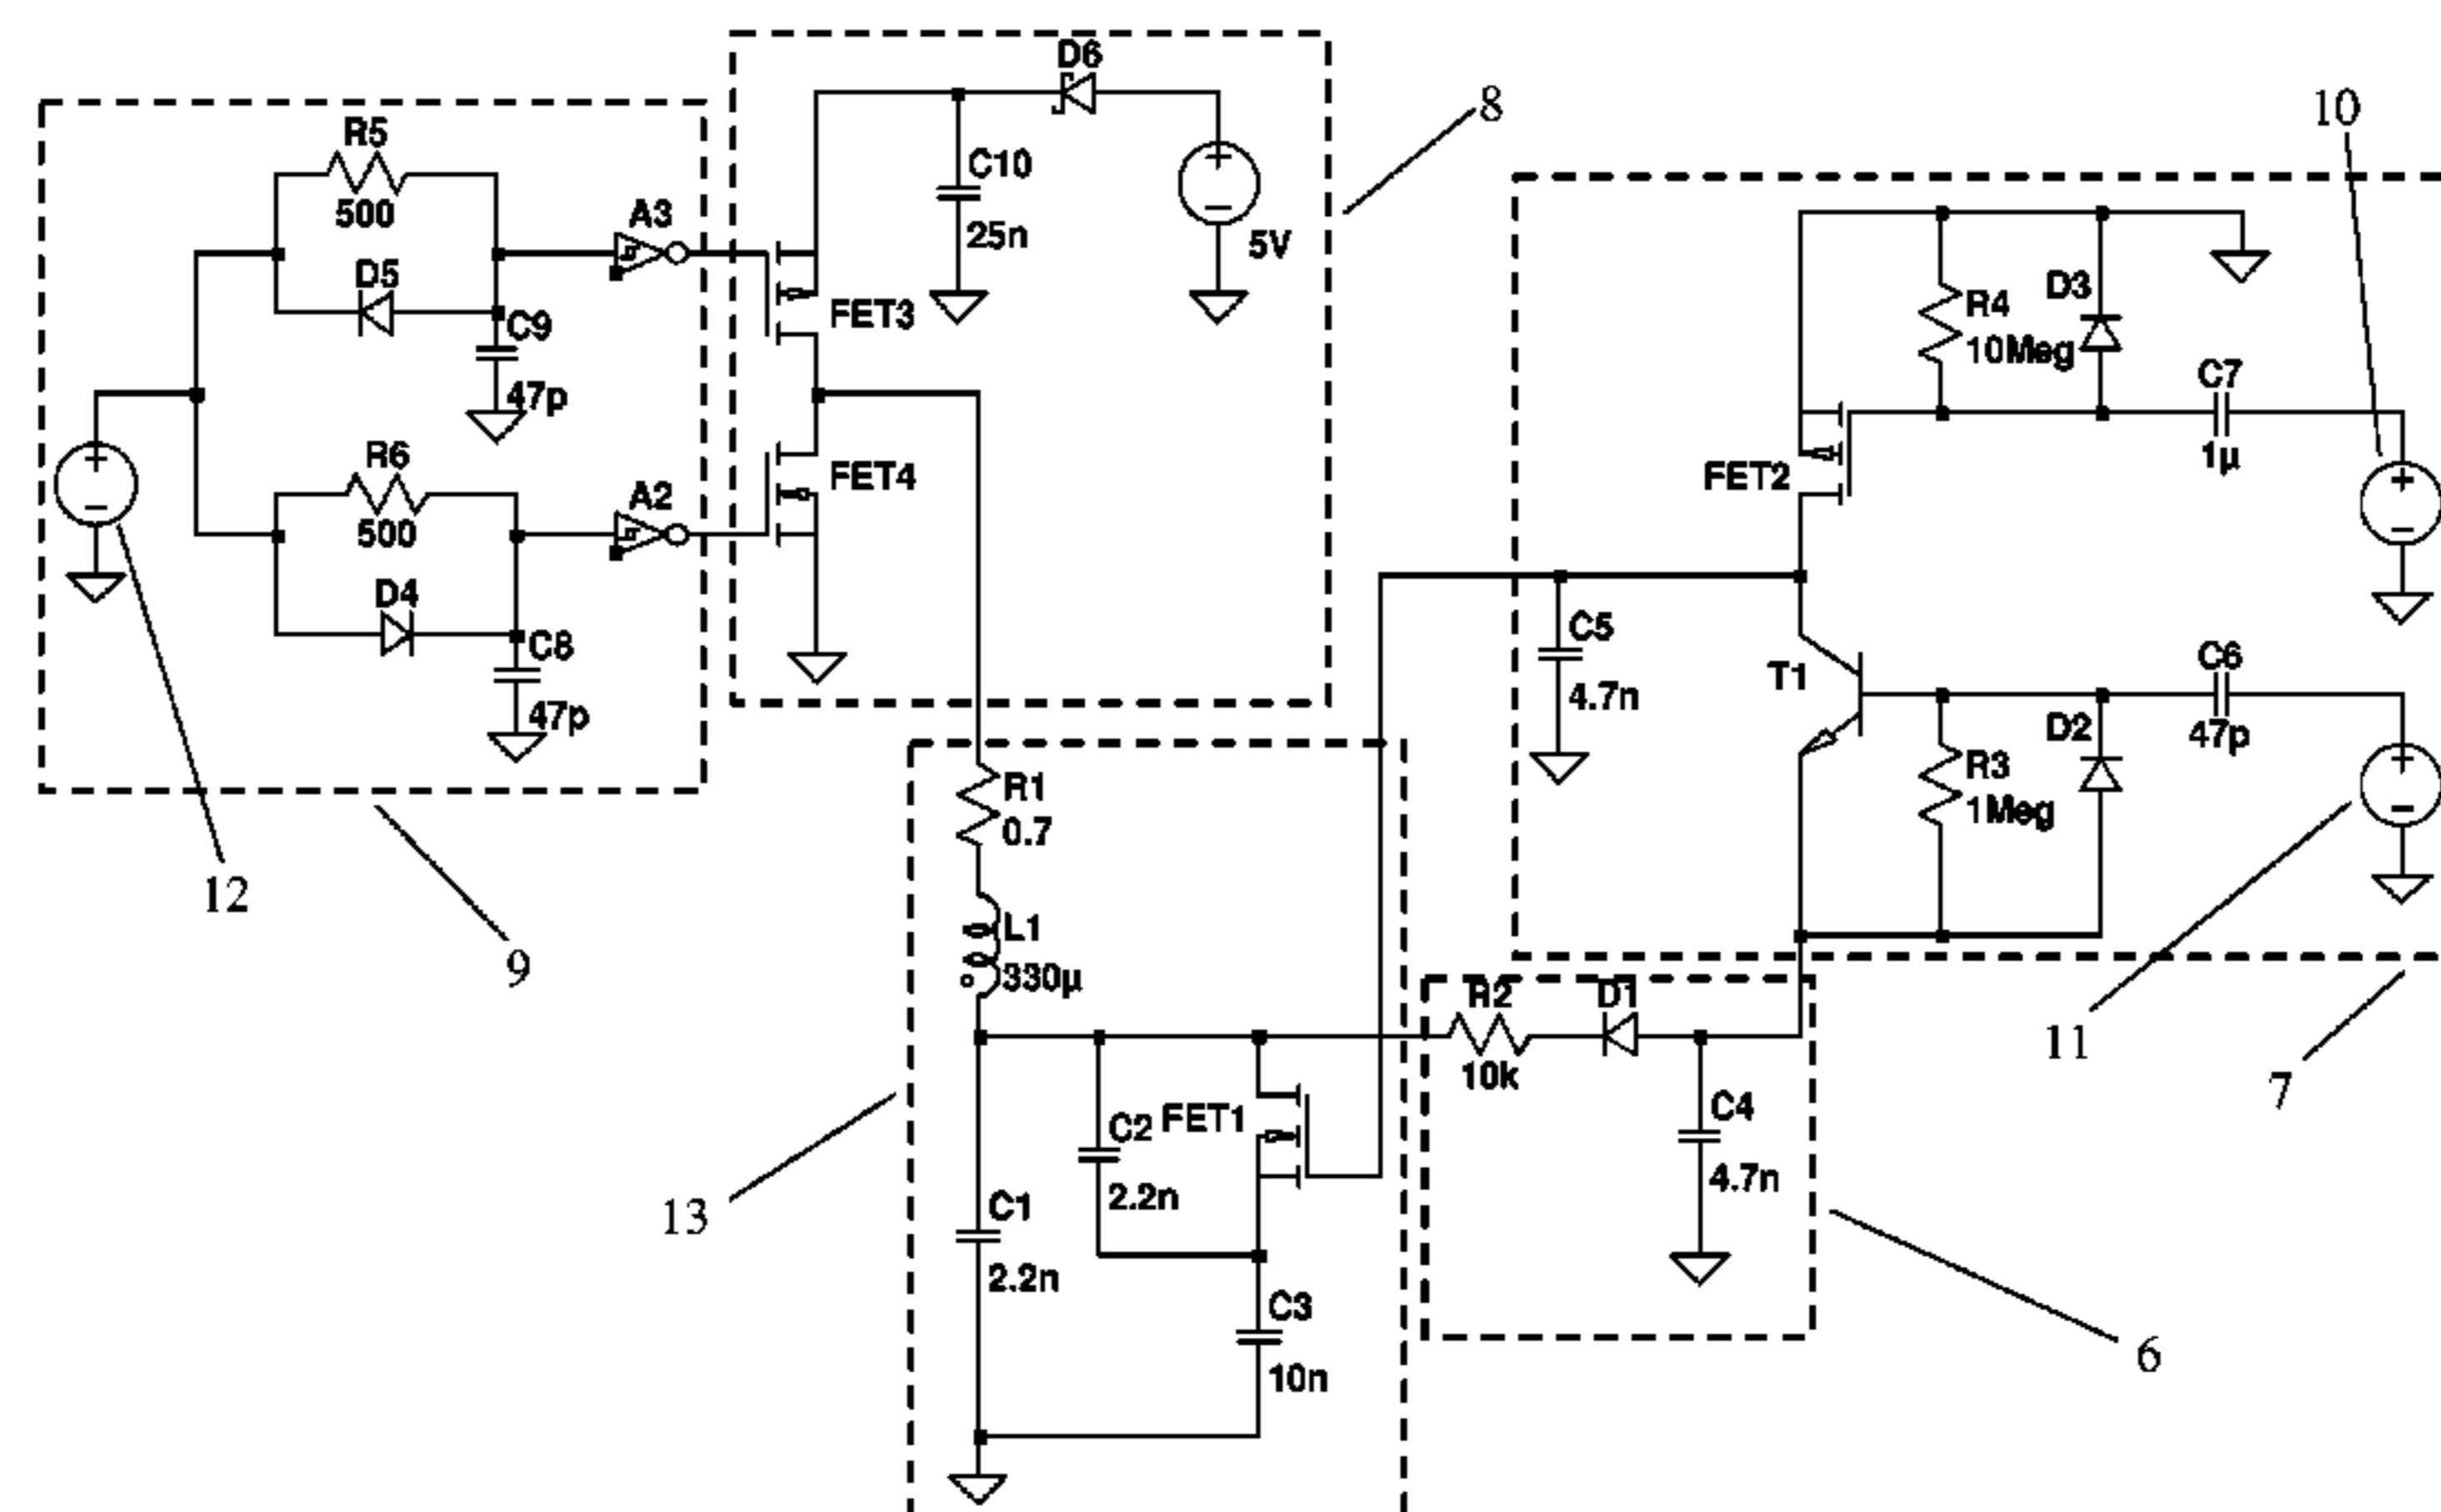 D6
8
10
R5
500
A3
C10
25n
5V
D5
C9
47p
FET3
R4
10Meg
D3
C7
1µ
R6
500
A2
FET4
FET2
D4
C8
47p
C5
4.7n
T1
C6
47p
D2
R3
1Meg
R1
0.7
12
9
L1
330µ
R2
10k
D1
11
7
C2
2.2n
FET1
C4
4.7n
13
C1
2.2n
C3
10n
6